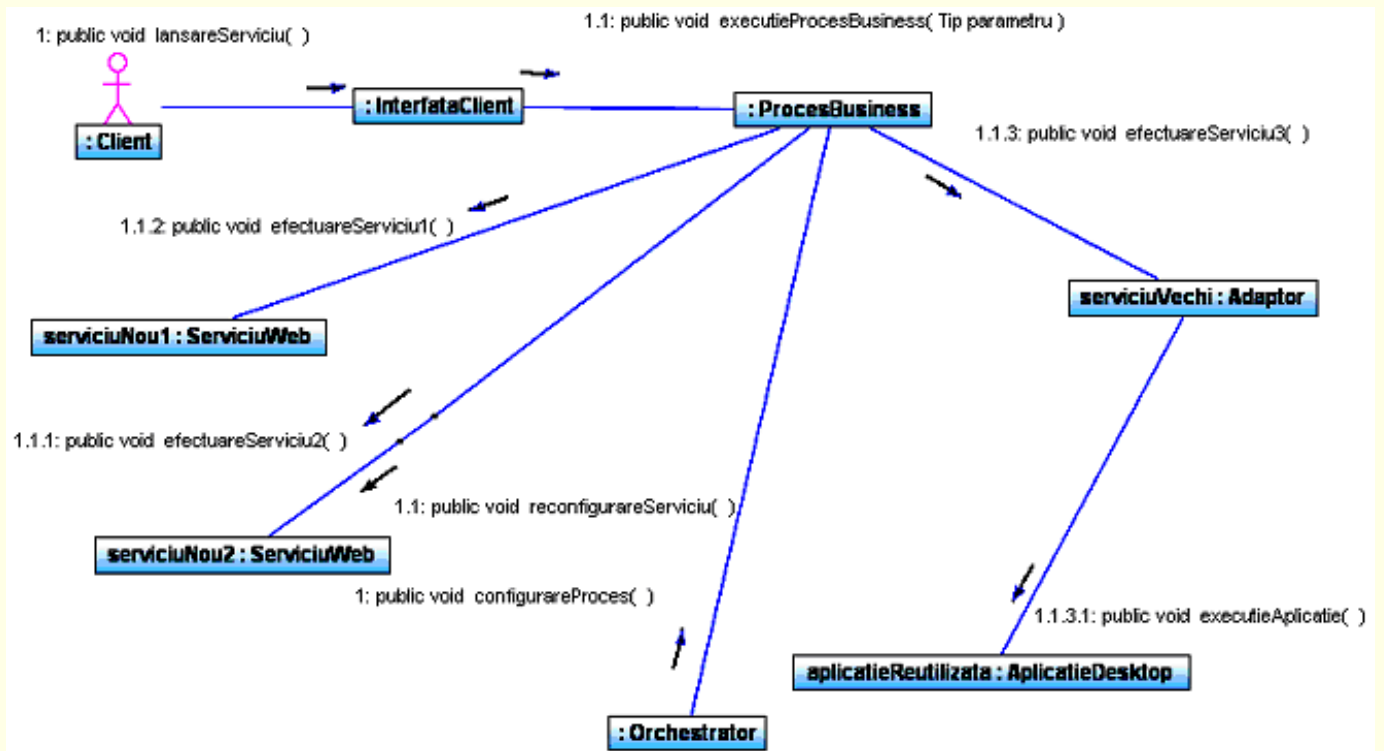 1.1: public void executieProcesBusiness( Tip parametru )
1: public void lansareServiciu( )
: InterfataClient
: ProcesBusiness
: Client
1.1.3: public void efectuareServiciu3( )
1.1.2: public void efectuareServiciu1( )
serviciuVechi : Adaptor
serviciuNou1 : ServiciuWeb
1.1.1: public void efectuareServiciu2( )
1.1: public void reconfigurareServiciu( )
serviciuNou2 : ServiciuWeb
1: public void configurareProces( )
1.1.3.1: public void executieAplicatie( )
aplicatieReutilizata : AplicatieDesktop
: Orchestrator